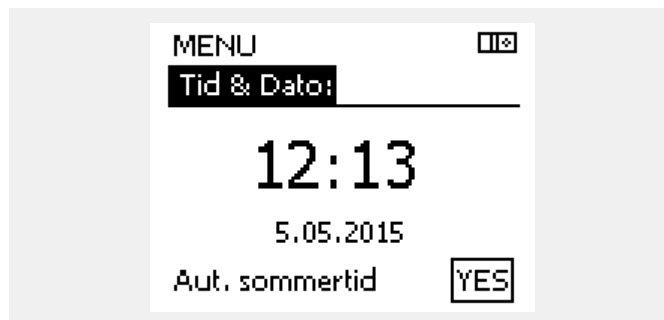 MENU
Tid & Dato:
12:13
5.05.2015
Aut. sommertid YES